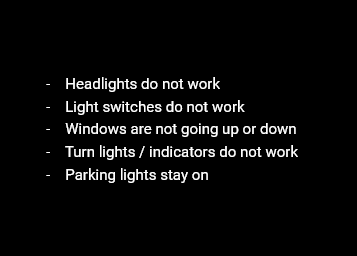 - Headlights do not work
- Light switches do not work
- Windows are not going up or down
- Turn lights / indicators do not work
- Parking lights stay on